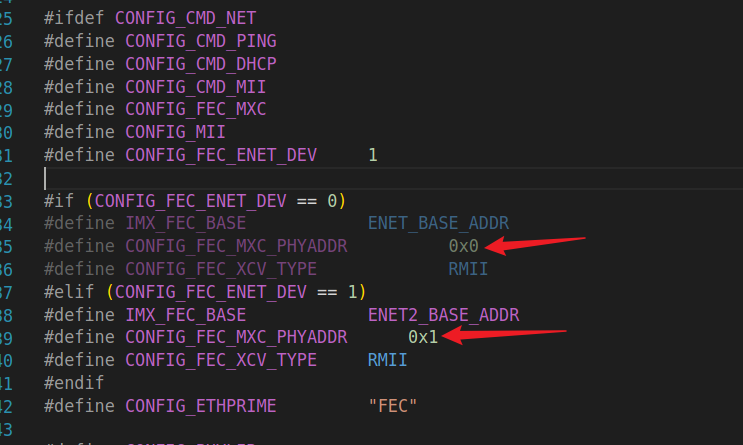 25 #ifdef CONFIG_CMD_NET
26 #define CONFIG_CMD_PING
27 #define CONFIG_CMD_DHCP
28 #define CONFIG_CMD_MII
29 #define CONFIG_FEC_MXC
30 #define CONFIG_MII
31 #define CONFIG_FEC_ENET_DEV 1
32
33 #if (CONFIG_FEC_ENET_DEV == 0)
34 #define IMX_FEC_BASE ENET_BASE_ADDR
35 #define CONFIG_FEC_MXC_PHYADDR 0x0
36 #define CONFIG_FEC_XCV_TYPE RMII
37 #elif (CONFIG_FEC_ENET_DEV == 1)
38 #define IMX_FEC_BASE ENET2_BASE_ADDR
39 #define CONFIG_FEC_MXC_PHYADDR 0x1
40 #define CONFIG_FEC_XCV_TYPE RMII
41 #endif
42 #define CONFIG_ETHPRIME "FEC"
43